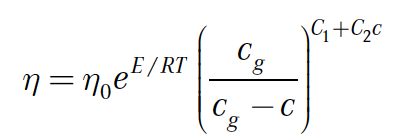 η = η₀e^{E/RT} (c_g / (c_g − c))^{C₁+C₂c}